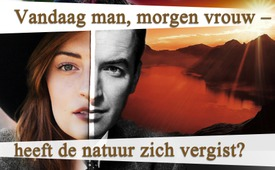 Vandaag man, morgen vrouw –
heeft de natuur zich vergist?